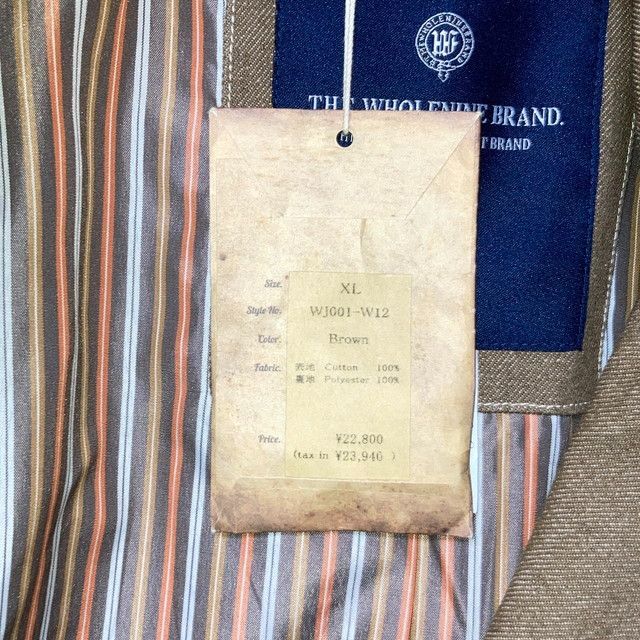 THE WHOLENINE BRAND.
T BRAND
Size. XL
Style No. WJ001-W12
Color. Brown
Fabric. 表地 Cutton 100%
裏地 Polyester 100%
Price. ¥22,800
(tax in ¥23,940 )